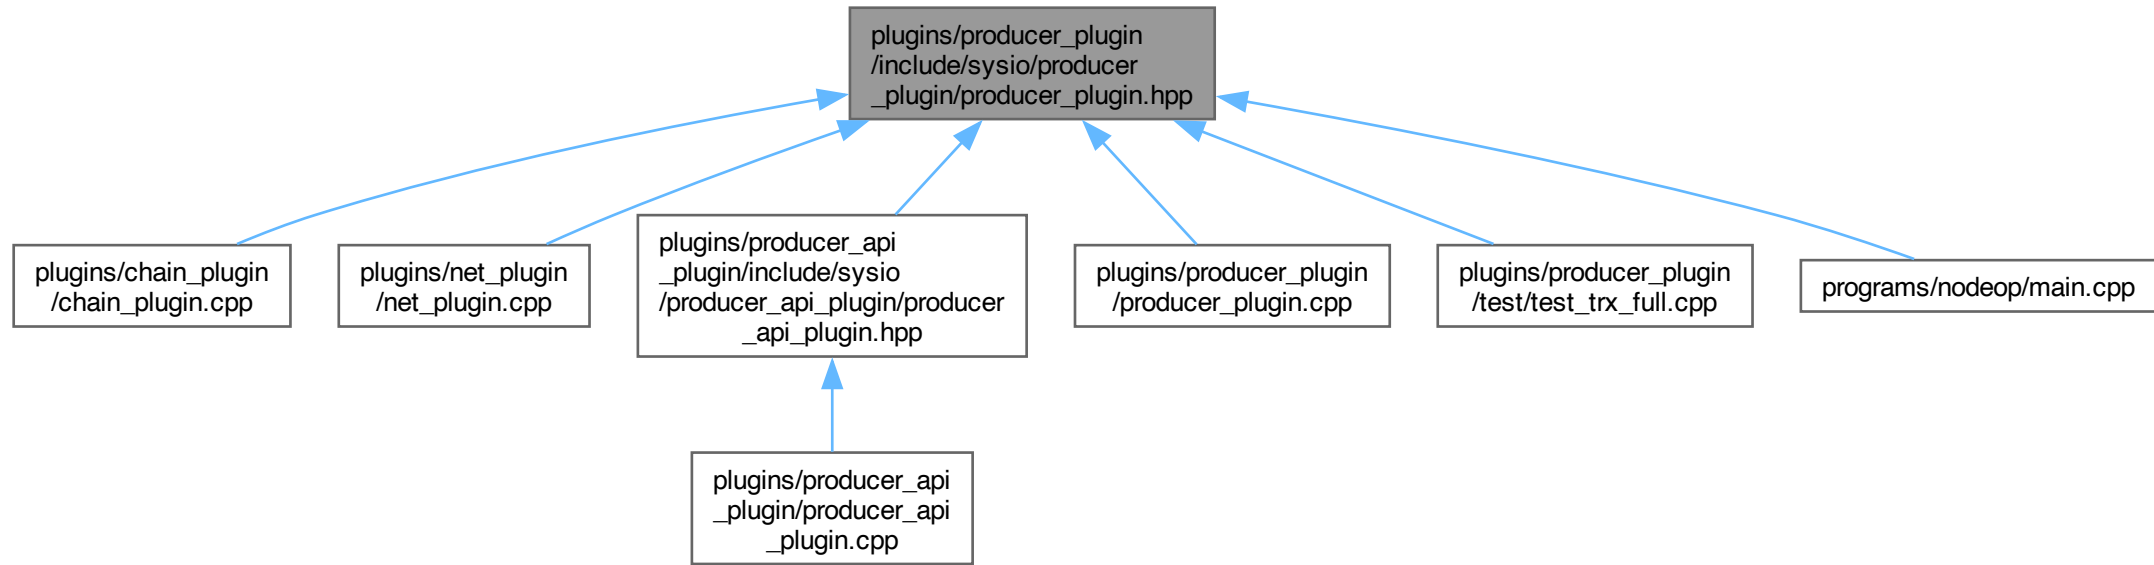 plugins/producer_plugin
/include/sysio/producer
_plugin/producer_plugin.hpp
plugins/chain_plugin
/chain_plugin.cpp
plugins/net_plugin
/net_plugin.cpp
plugins/producer_api
_plugin/include/sysio
/producer_api_plugin/producer
_api_plugin.hpp
plugins/producer_plugin
/producer_plugin.cpp
plugins/producer_plugin
/test/test_trx_full.cpp
programs/nodeop/main.cpp
plugins/producer_api
_plugin/producer_api
_plugin.cpp